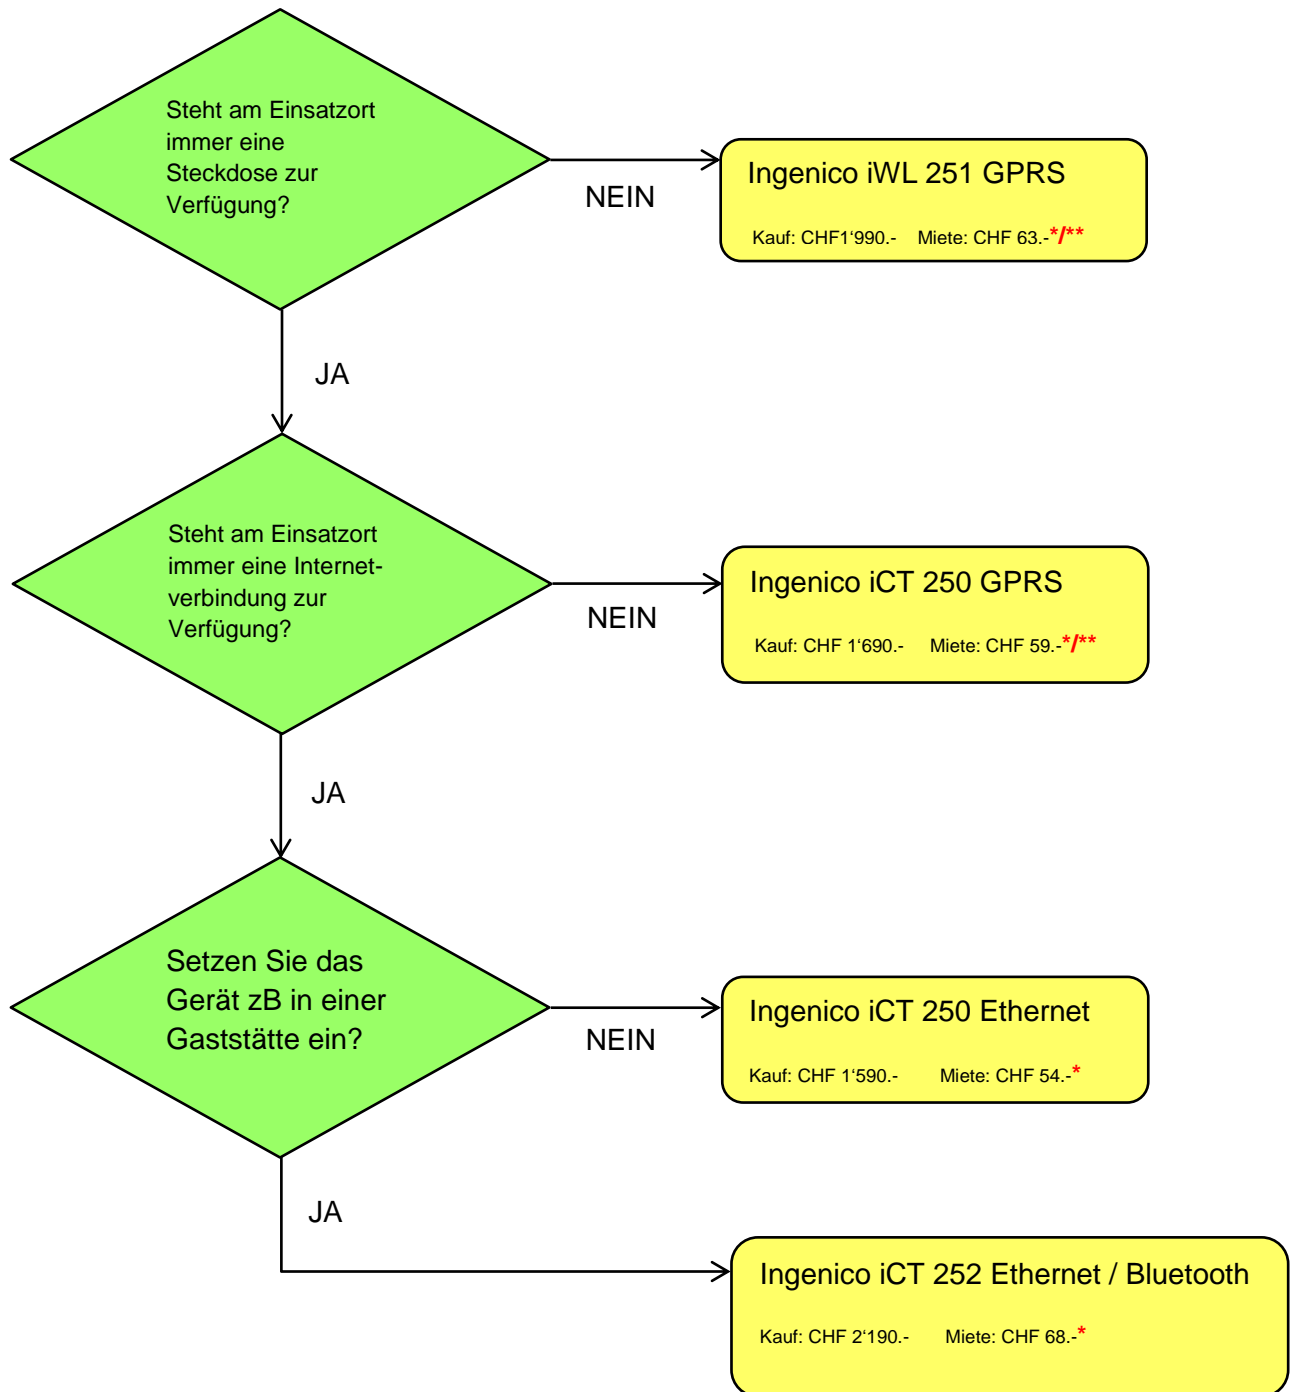 Steht am Einsatzort
immer eine
Steckdose zur
Verfügung?
NEIN
Ingenico iWL 251 GPRS
Kauf: CHF1‘990.- Miete: CHF 63.-*/**
JA
Steht am Einsatzort
immer eine Internet-
verbindung zur
Verfügung?
NEIN
Ingenico iCT 250 GPRS
Kauf: CHF 1‘690.- Miete: CHF 59.-*/**
JA
Setzen Sie das
Gerät zB in einer
Gaststätte ein?
NEIN
Ingenico iCT 250 Ethernet
Kauf: CHF 1‘590.- Miete: CHF 54.-*
JA
Ingenico iCT 252 Ethernet / Bluetooth
Kauf: CHF 2‘190.- Miete: CHF 68.-*